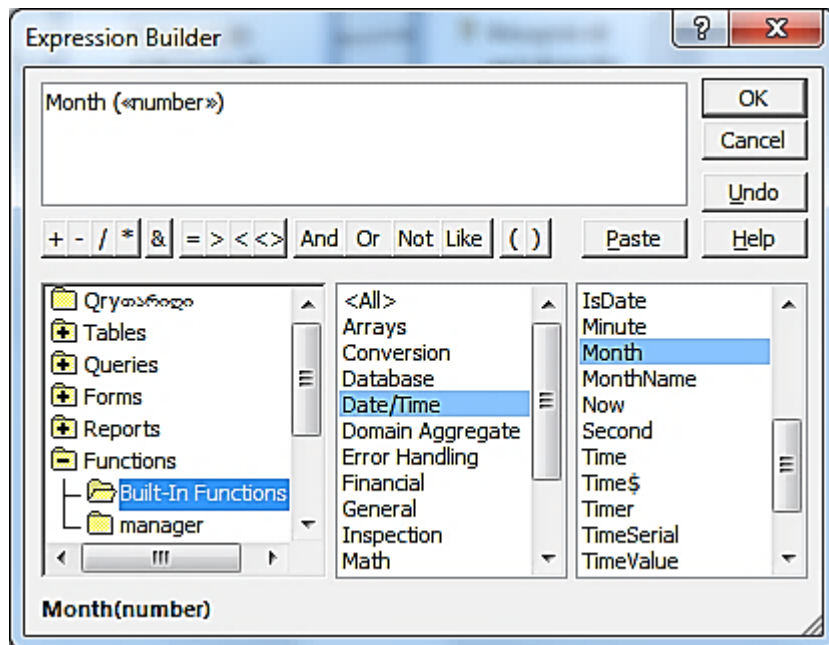 Expression Builder
Month («number»)
OK
Cancel
Undo
+ - / * & = > < <> And Or Not Like ( ) Paste Help
Qryთარიღი
Tables
Queries
Forms
Reports
Functions
Built-In Functions
manager
<All>
Arrays
Conversion
Database
Date/Time
Domain Aggregate
Error Handling
Financial
General
Inspection
Math
IsDate
Minute
Month
MonthName
Now
Second
Time
Time$
Timer
TimeSerial
TimeValue
Month(number)